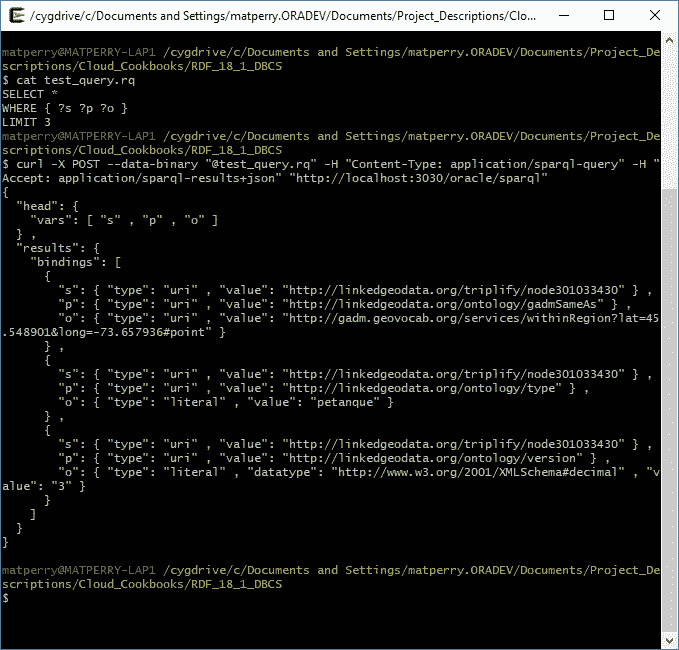 /cygdrive/c/Documents and Settings/matperry.ORADEV/Documents/Project_Descriptions/Clo...
matperry@MATPERRY-LAP1 /cygdrive/c/Documents and Settings/matperry.ORADEV/Documents/Project_De
scriptions/Cloud_Cookbooks/RDF_18_1_DBCS
$ cat test_query.rq
SELECT *
WHERE { ?s ?p ?o }
LIMIT 3
matperry@MATPERRY-LAP1 /cygdrive/c/Documents and Settings/matperry.ORADEV/Documents/Project_De
scriptions/Cloud_Cookbooks/RDF_18_1_DBCS
$ curl -X POST --data-binary "@test_query.rq" -H "Content-Type: application/sparql-query" -H "
Accept: application/sparql-results+json" "http://localhost:3030/oracle/sparql"
{
  "head": {
    "vars": [ "s" , "p" , "o" ]
  } ,
  "results": {
    "bindings": [
      {
        "s": { "type": "uri" , "value": "http://linkedgeodata.org/triplify/node301033430" } ,
        "p": { "type": "uri" , "value": "http://linkedgeodata.org/ontology/gadmSameAs" } ,
        "o": { "type": "uri" , "value": "http://gadm.geovocab.org/services/withinRegion?lat=45
.548901&long=-73.657936#point" }
      } ,
      {
        "s": { "type": "uri" , "value": "http://linkedgeodata.org/triplify/node301033430" } ,
        "p": { "type": "uri" , "value": "http://linkedgeodata.org/ontology/type" } ,
        "o": { "type": "literal" , "value": "petanque" }
      } ,
      {
        "s": { "type": "uri" , "value": "http://linkedgeodata.org/triplify/node301033430" } ,
        "p": { "type": "uri" , "value": "http://linkedgeodata.org/ontology/version" } ,
        "o": { "type": "literal" , "datatype": "http://www.w3.org/2001/XMLSchema#decimal" , "v
alue": "3" }
      }
    ]
  }
}
matperry@MATPERRY-LAP1 /cygdrive/c/Documents and Settings/matperry.ORADEV/Documents/Project_De
scriptions/Cloud_Cookbooks/RDF_18_1_DBCS
$